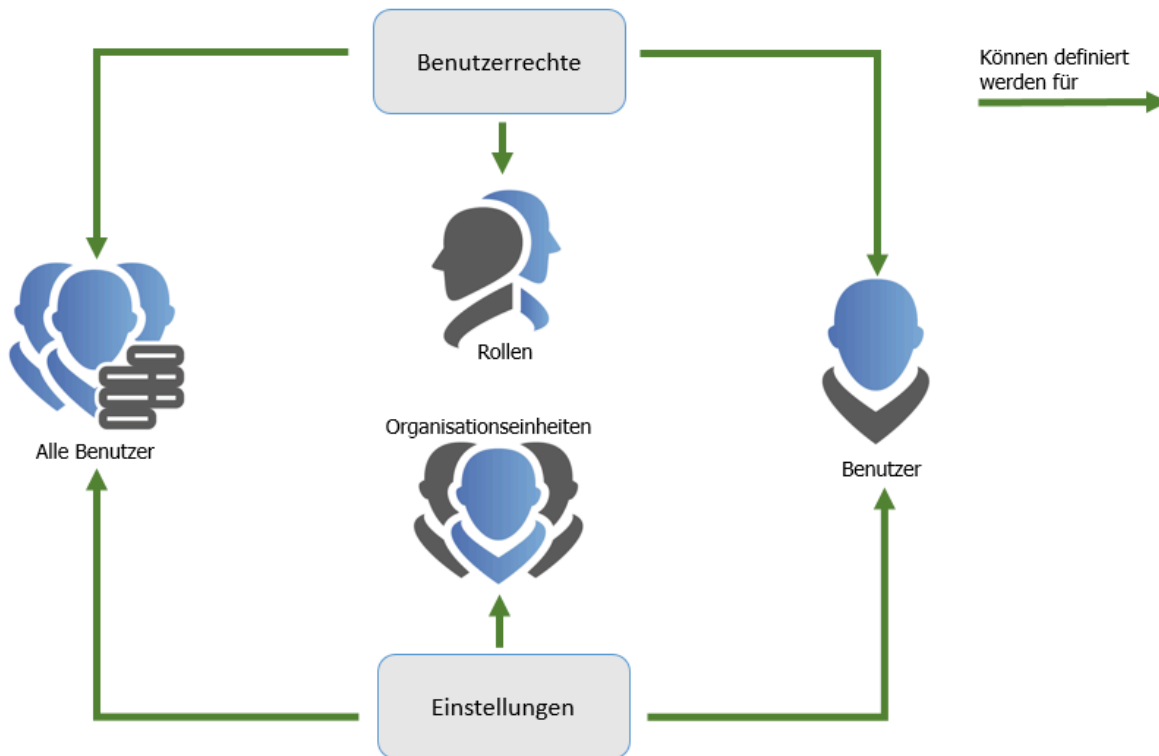 Benutzerrechte
Können definiert
werden für
Rollen
Organisationseinheiten
Alle Benutzer
Benutzer
Einstellungen